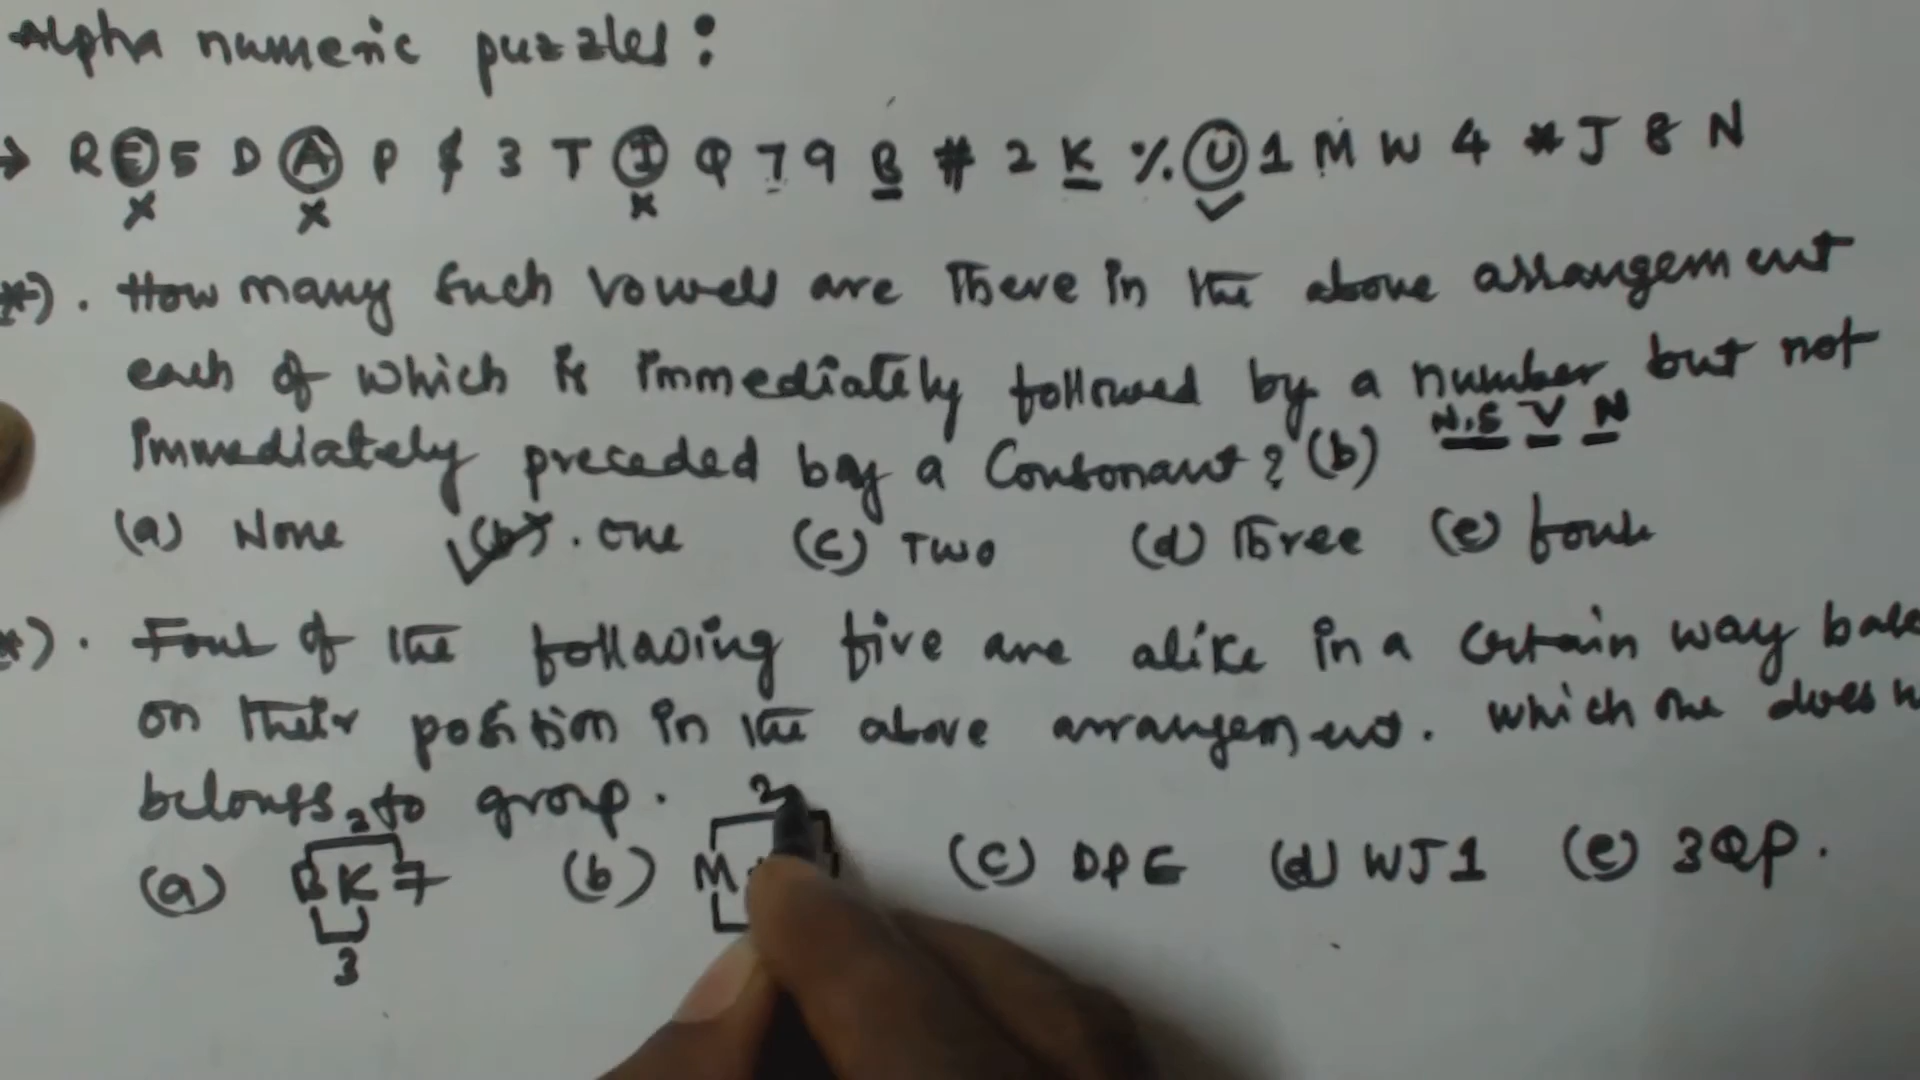 Alpha numeric puzzles:
→ R E 5 D A P $ 3 T I Q 7 9 B # 2 K % U 1 M W 4 * J 8 N
x x x ✓
*). How many such vowels are there in the above arrangement
each of which is immediately followed by a number but not
N.S V N
immediately preceded bay a Consonant? (b)
(a) None (b). one (c) Two (d) Three (e) four
*). Four of the following five are alike in a certain way
on their position in the above arrangement. which one does
belongs to group.
2 2
(a) BK7 (b) M (c) DPE (d) WJ1 (e) 3QP.
3